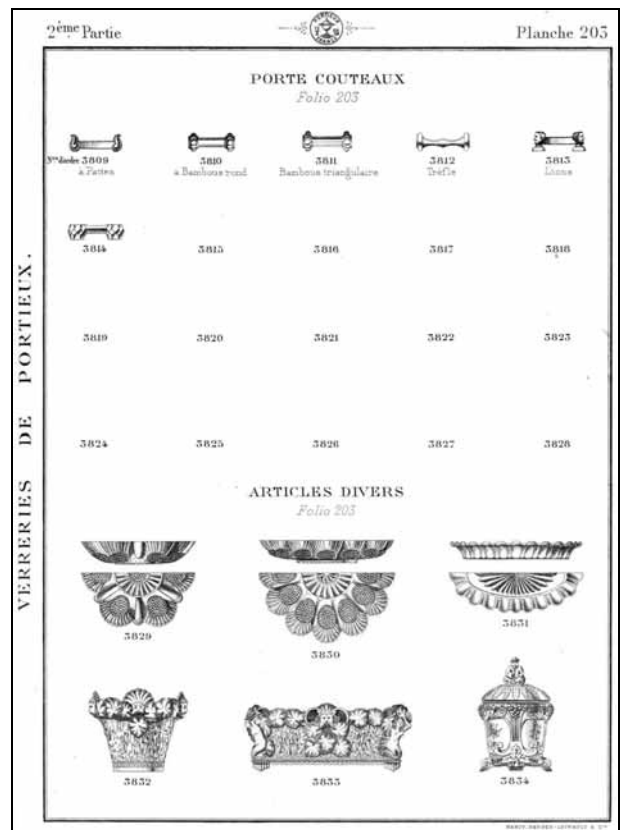 2ème Partie
Planche 203
PORTE COUTEAUX
Folio 203
3809
3810
3811
3812
3813
à Pattes
à Bambous rond
Bambous triangulaire
Trèfle
Lions
3814
3815
3816
3817
3818
3819
3820
3821
3822
3823
3824
3825
3826
3827
3828
VERRERIES DE PORTIEUX.
ARTICLES DIVERS
Folio 203
3829
3830
3831
3832
3833
3834